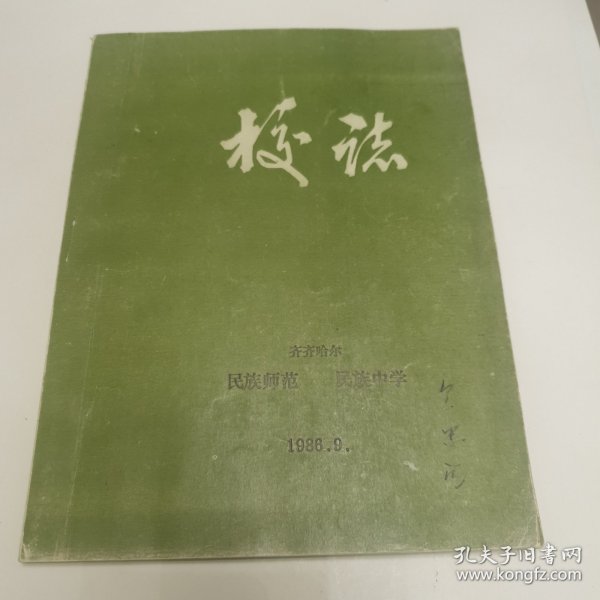 校誌
齐齐哈尔
民族师范 民族中学
1986.9.
孔夫子旧书网
www.kongfz.com